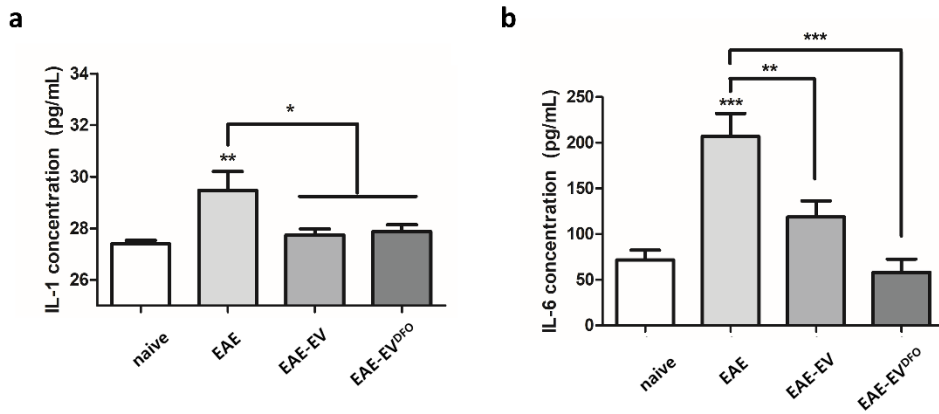 a
IL-1 concentration (pg/mL)
34
32
30
28
26
*
**
naive
EAE
EAE-EV
EAE-EVᴰᶠᴼ
b
IL-6 concentration (pg/mL)
250
200
150
100
50
0
***
**
***
naive
EAE
EAE-EV
EAE-EVᴰᶠᴼ